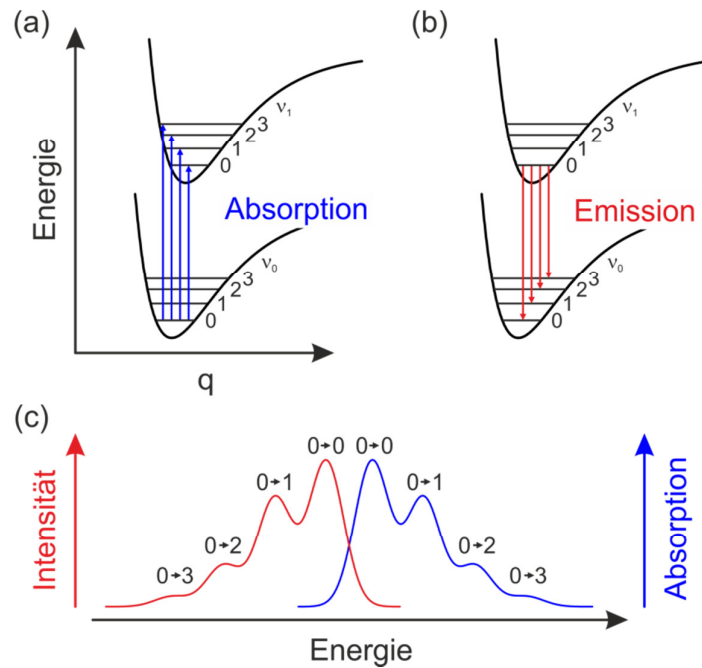 (a)
(b)
Energie
ν₁
3
2
1
0
Absorption
ν₀
3
2
1
0
q
ν₁
3
2
1
0
Emission
ν₀
3
2
1
0
(c)
Intensität
0→0 0→0
0→1 0→1
0→2 0→2
0→3 0→3
Absorption
Energie